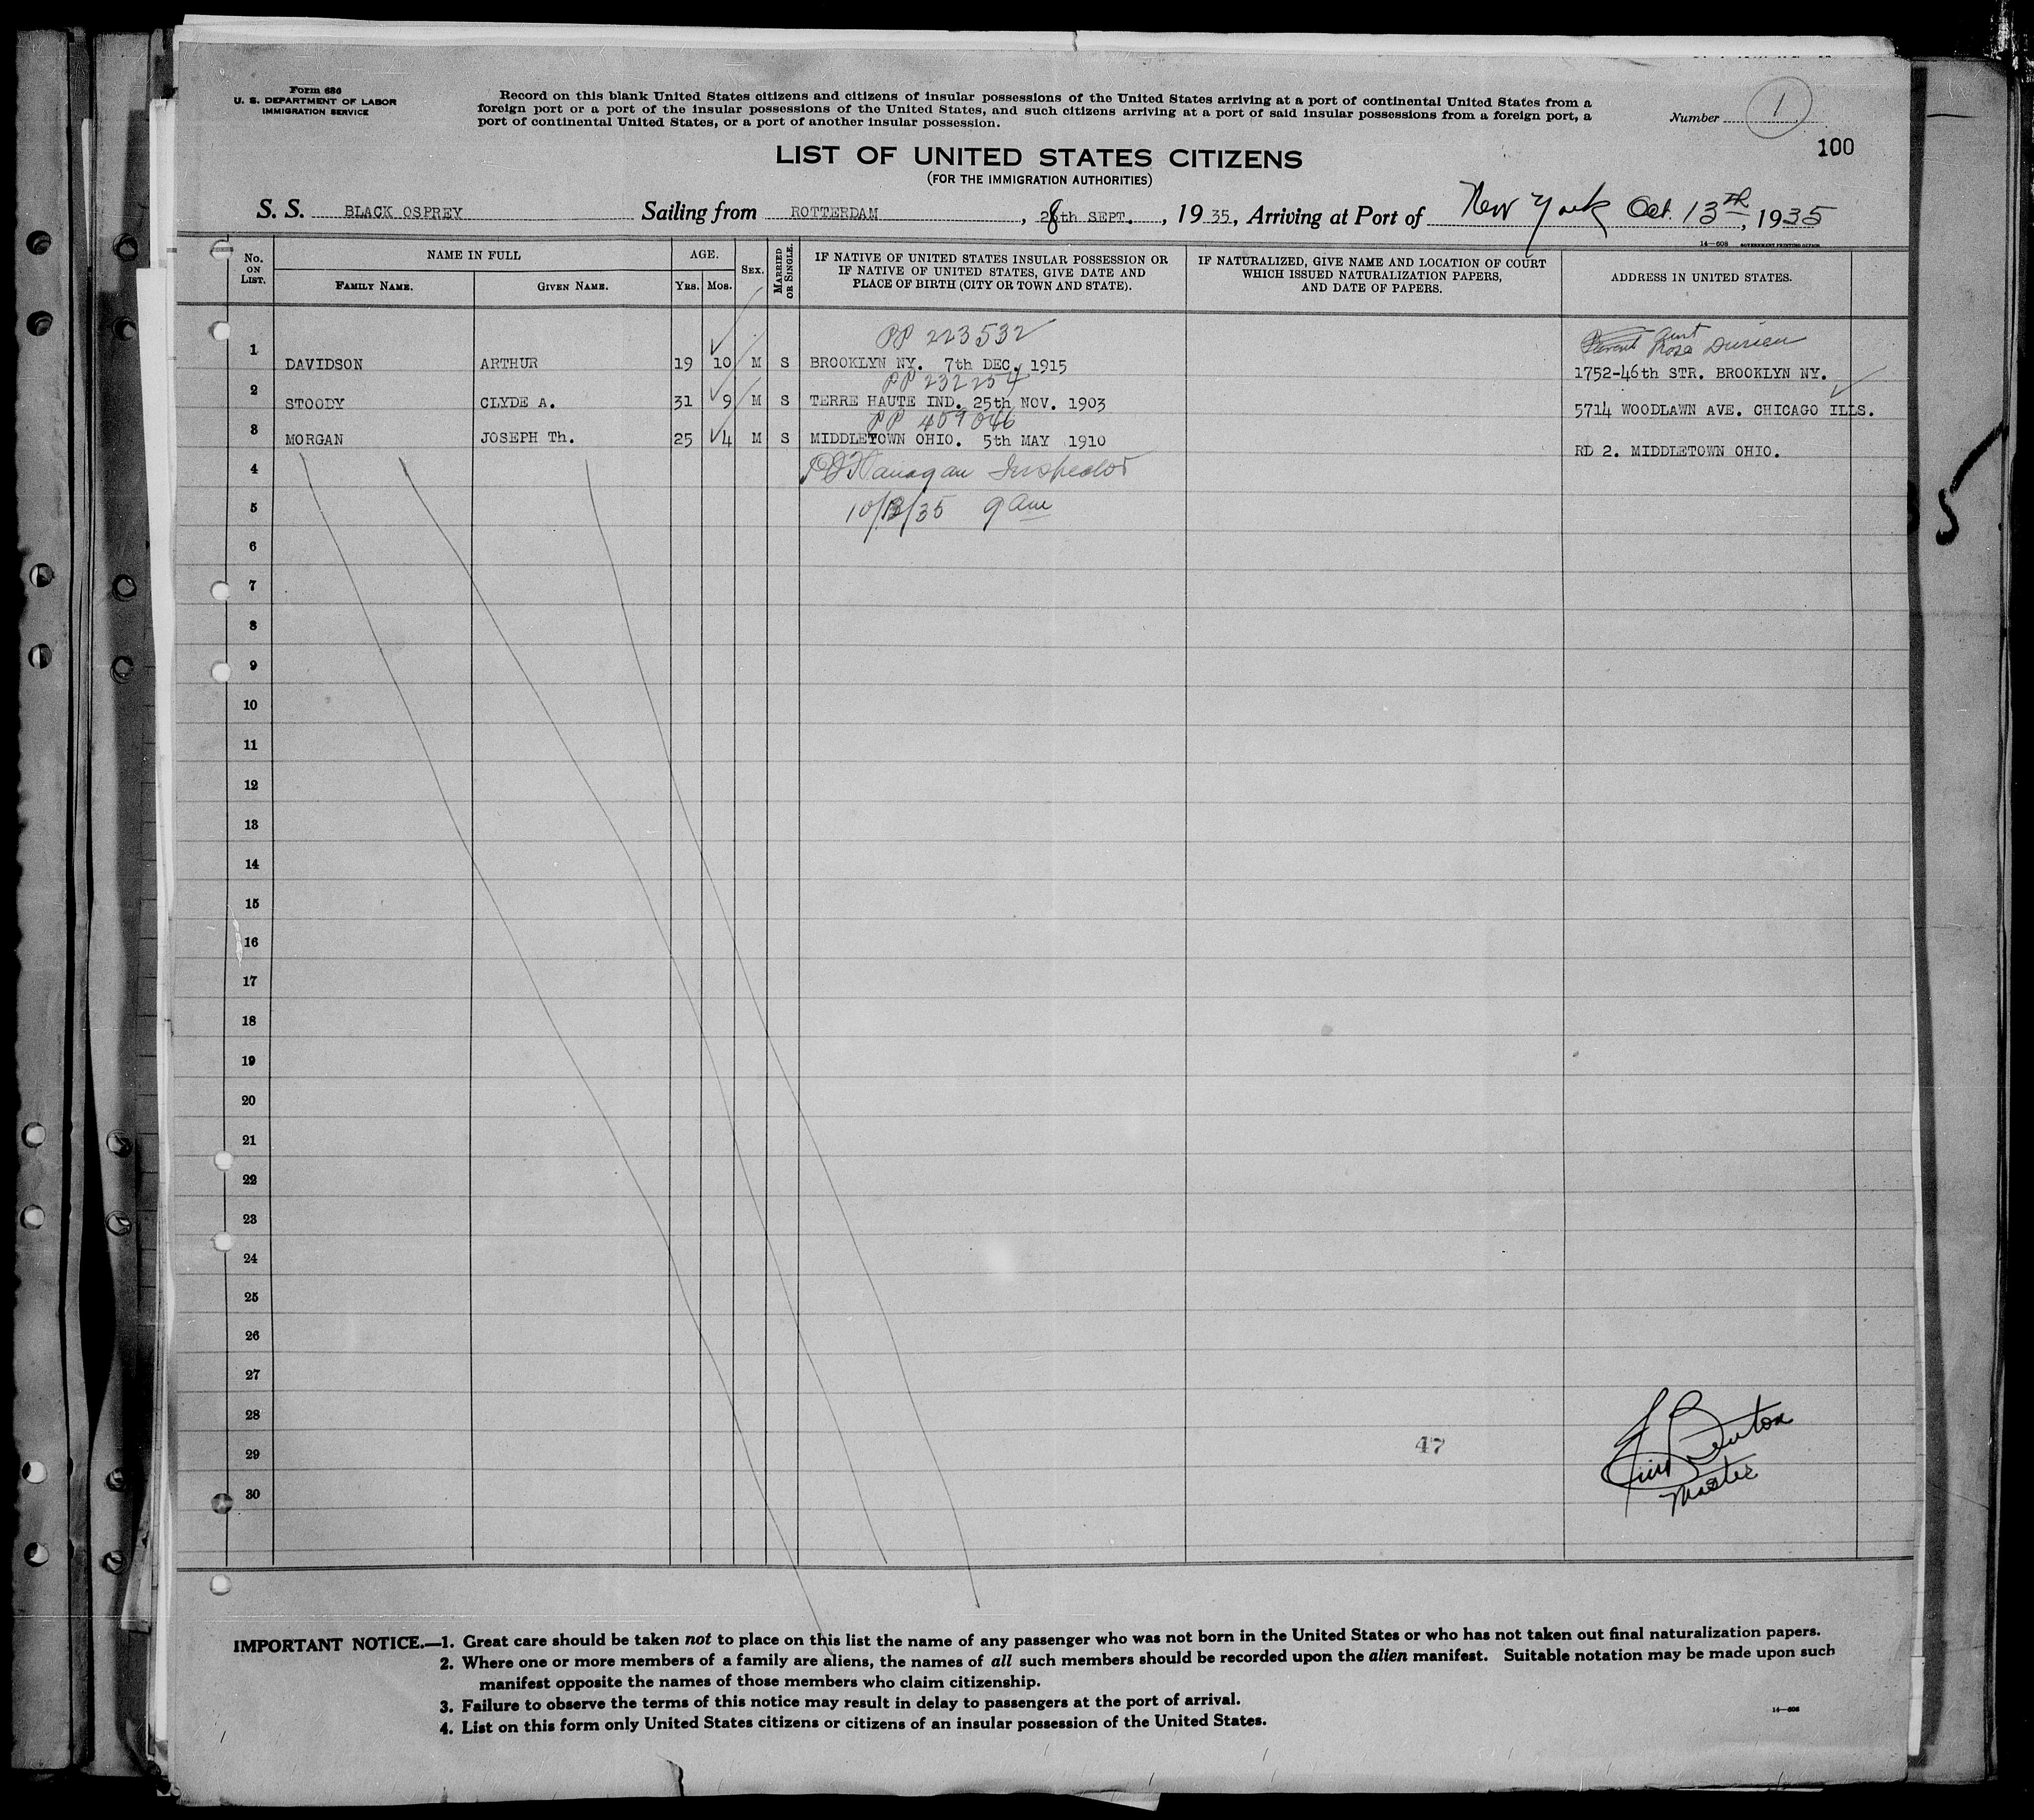 Form 686
U. S. DEPARTMENT OF LABOR
IMMIGRATION SERVICE
Record on this blank United States citizens and citizens of insular possessions of the United States arriving at a port of continental United States from a
foreign port or a port of the insular possessions of the United States, and such citizens arriving at a port of said insular possessions from a foreign port, a
port of continental United States, or a port of another insular possession.
Number 1
100
LIST OF UNITED STATES CITIZENS
(FOR THE IMMIGRATION AUTHORITIES)
S. S. BLACK OSPREY Sailing from ROTTERDAM, 28th SEPT., 1935, Arriving at Port of New York Oct. 13th, 1935
14—608 GOVERNMENT PRINTING OFFICE
No. ON LIST. NAME IN FULL AGE. SEX. MARRIED OR SINGLE. IF NATIVE OF UNITED STATES INSULAR POSSESSION OR IF NATIVE OF UNITED STATES, GIVE DATE AND PLACE OF BIRTH (CITY OR TOWN AND STATE). IF NATURALIZED, GIVE NAME AND LOCATION OF COURT WHICH ISSUED NATURALIZATION PAPERS, AND DATE OF PAPERS. ADDRESS IN UNITED STATES.
FAMILY NAME. GIVEN NAME. YRS. MOS.
PP 223532 Aunt
Rose
1 DAVIDSON ARTHUR 19 10 M S BROOKLYN NY. 7th DEC. 1915 1752-46th STR. BROOKLYN NY.
PP 232254
2 STOODY CLYDE A. 31 9 M S TERRE HAUTE IND. 25th NOV. 1903 5714 WOODLAWN AVE. CHICAGO ILLS.
PP 409046
3 MORGAN JOSEPH Th. 25 4 M S MIDDLETOWN OHIO. 5th MAY 1910 RD 2. MIDDLETOWN OHIO.
4 Flanagan Inspector
5 10/13/35 9 am
6
7
8
9
10
11
12
13
14
15
16
17
18
19
20
21
22
23
24
25
26
27
28
29 47
30 Master
IMPORTANT NOTICE.—1. Great care should be taken not to place on this list the name of any passenger who was not born in the United States or who has not taken out final naturalization papers.
2. Where one or more members of a family are aliens, the names of all such members should be recorded upon the alien manifest. Suitable notation may be made upon such
manifest opposite the names of those members who claim citizenship.
3. Failure to observe the terms of this notice may result in delay to passengers at the port of arrival.
4. List on this form only United States citizens or citizens of an insular possession of the United States.
14—608